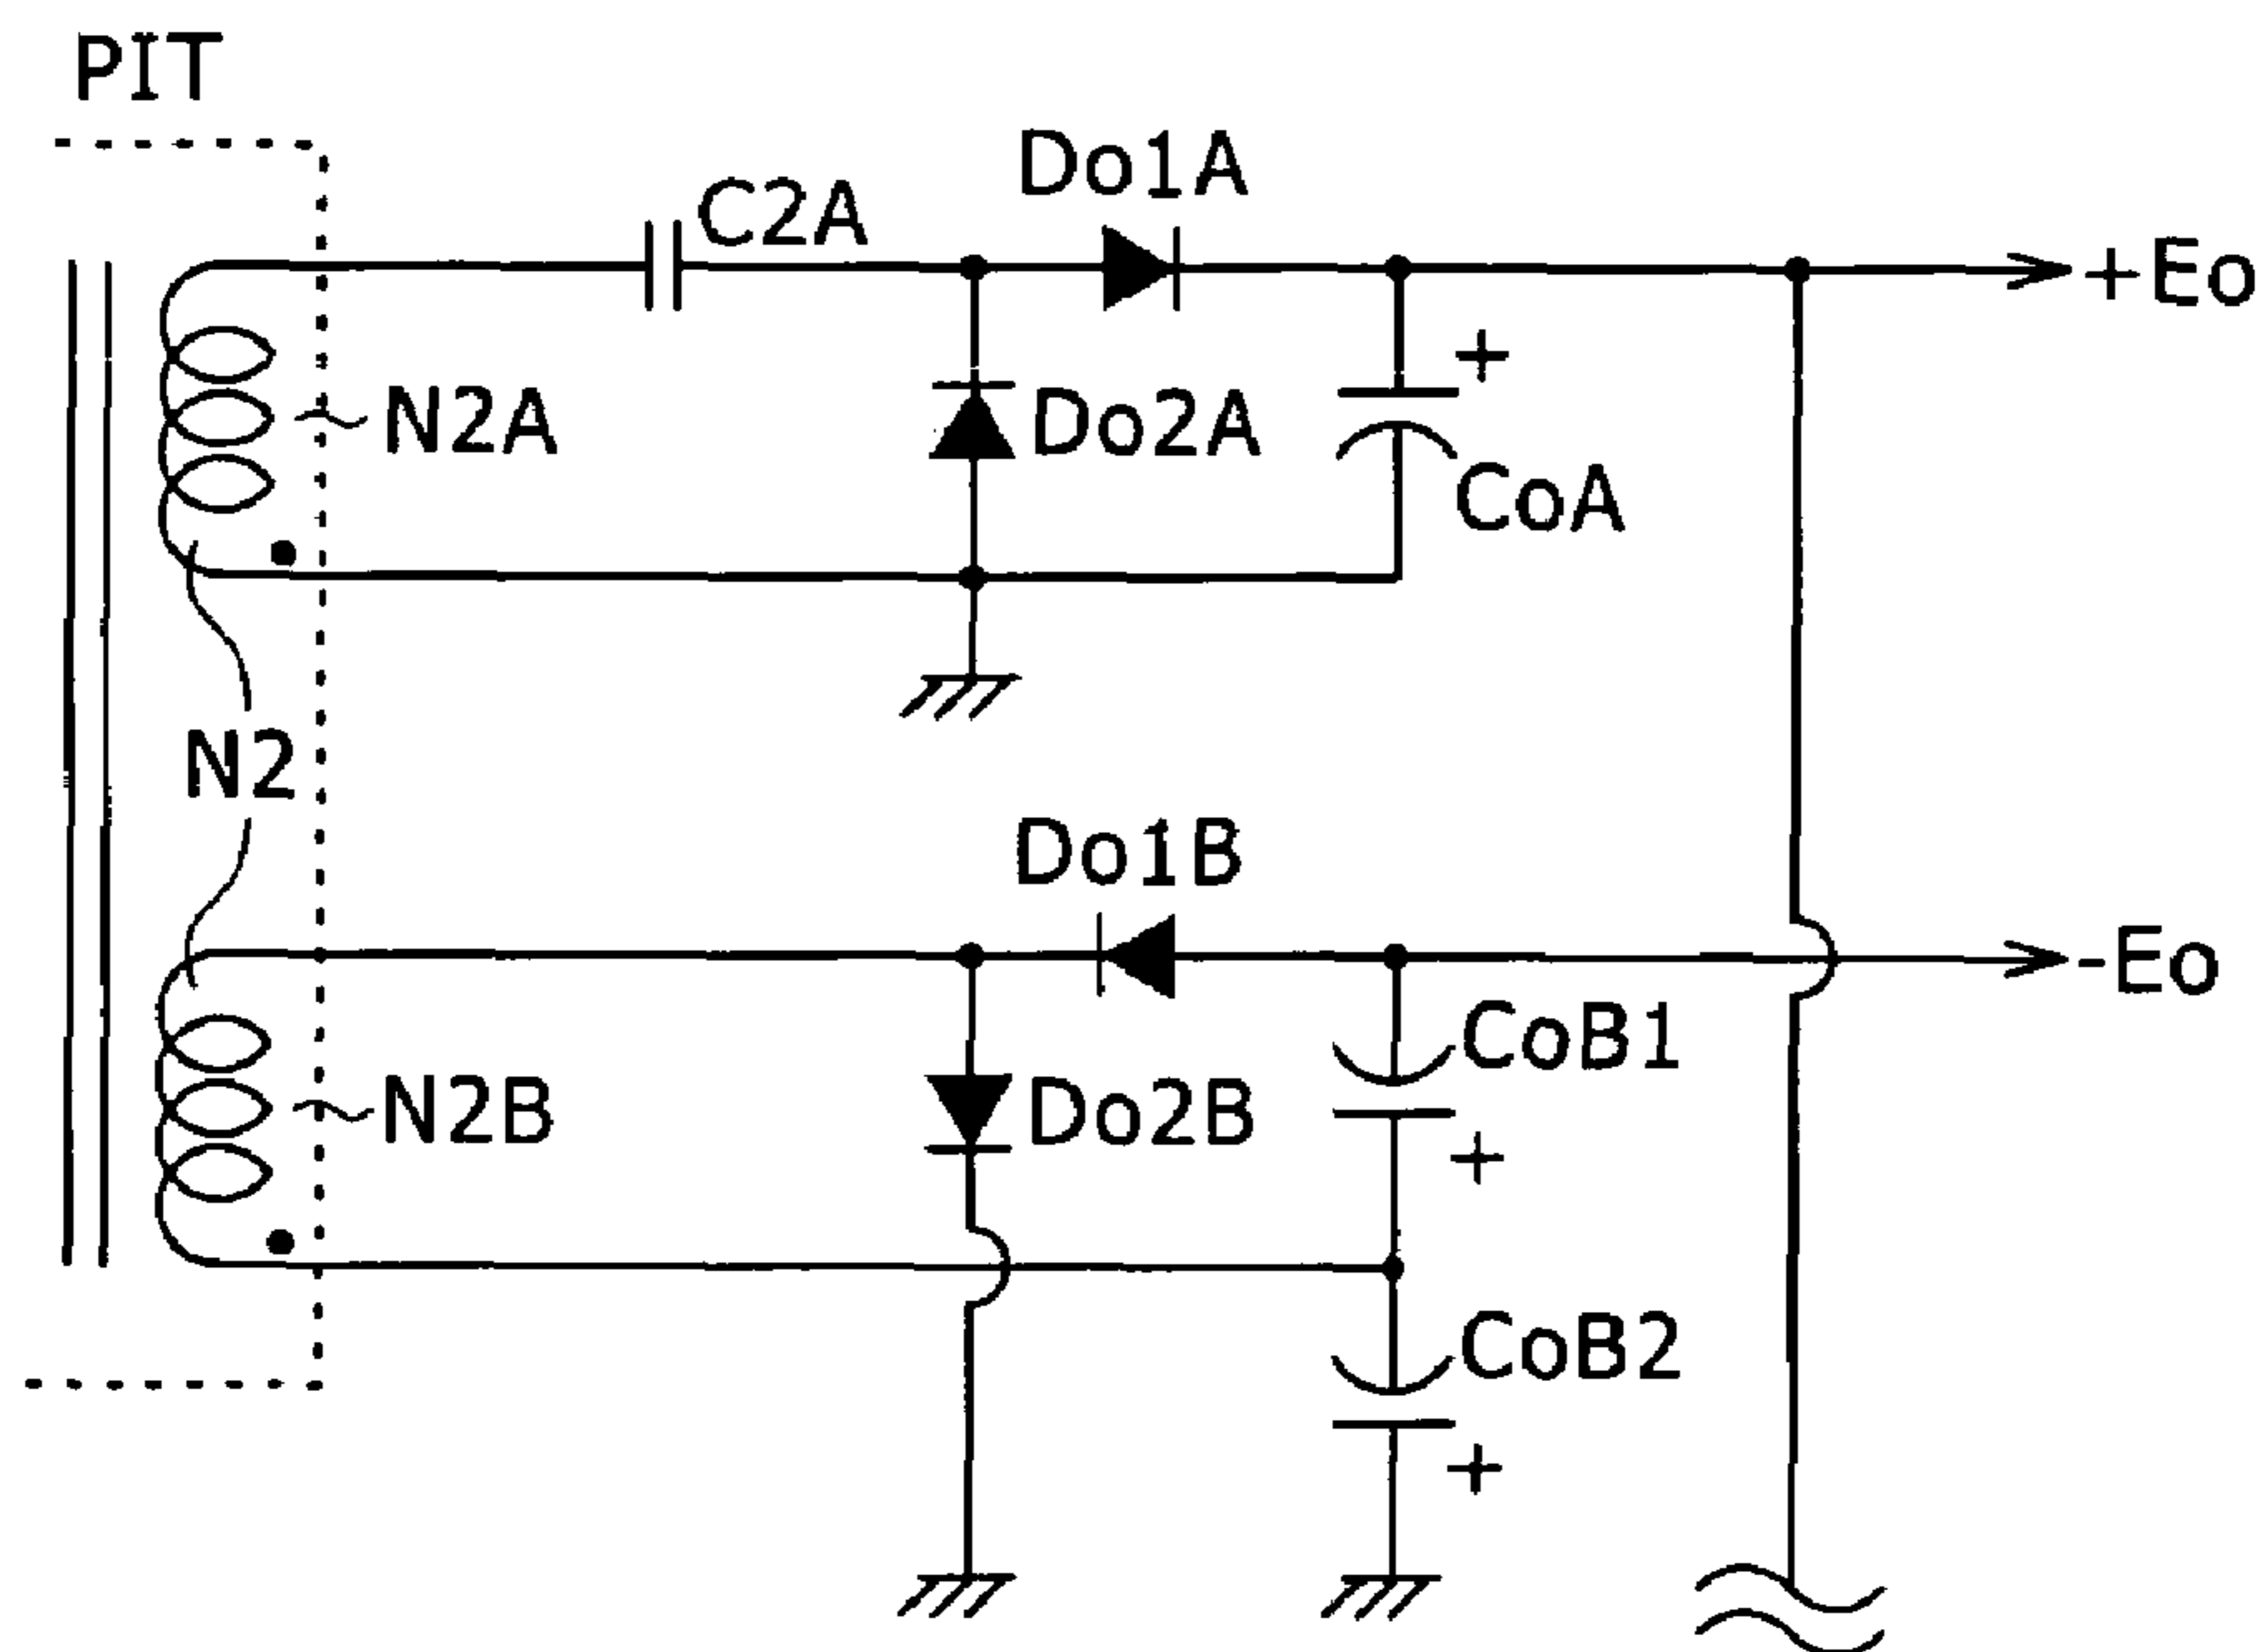 PIT
Do1A
C2A
+Eo
+
N2A
Do2A
CoA
N2
Do1B
-Eo
CoB1
N2B
Do2B
+
CoB2
+